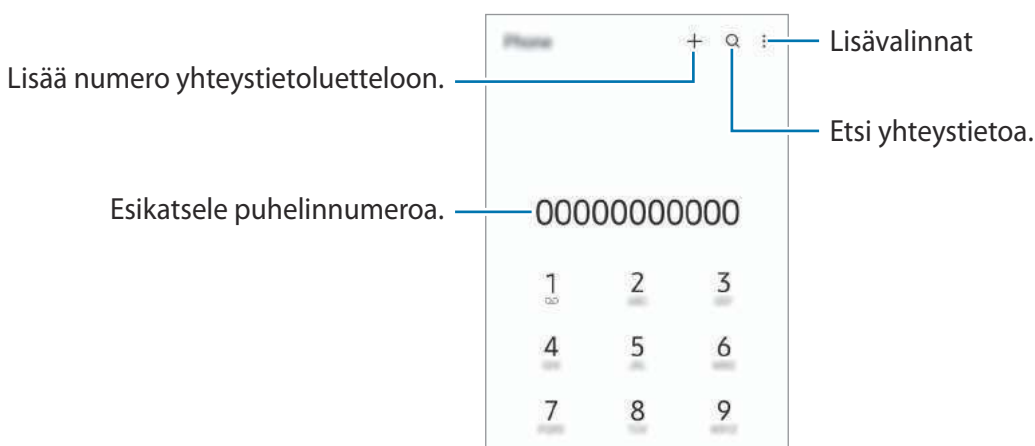 Phone
Lisävalinnat
Lisää numero yhteystietoluetteloon.
Etsi yhteystietoa.
Esikatsele puhelinnumeroa.
00000000000
1 2 3
4 5 6
7 8 9